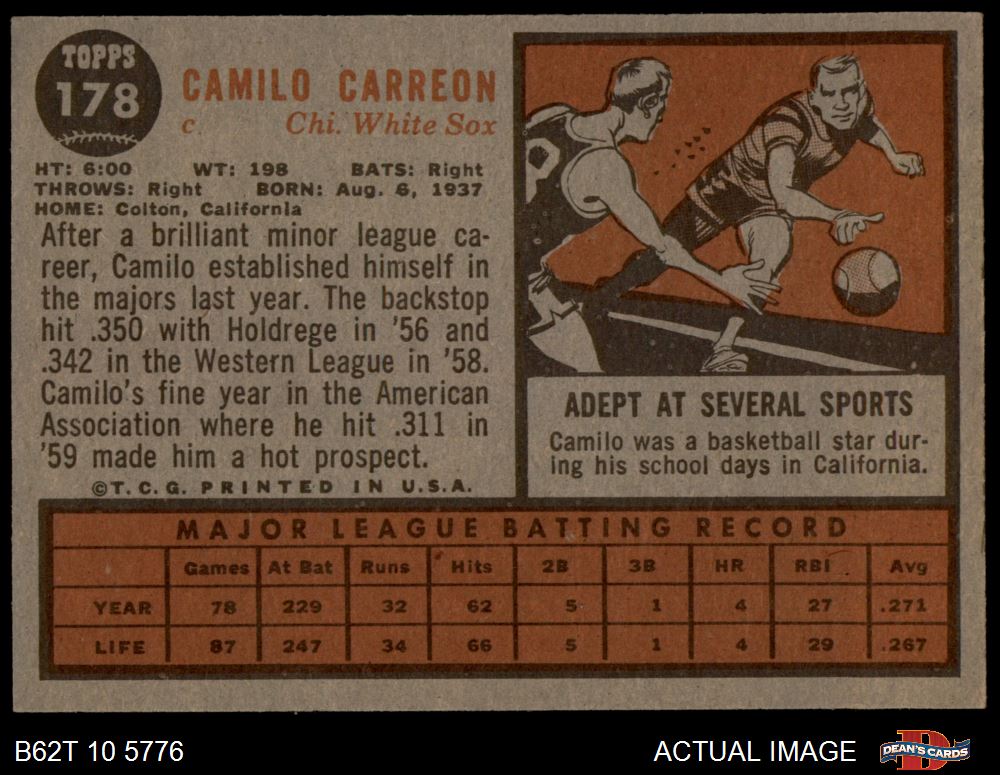 TOPPS
178
CAMILO CARREON
c Chi. White Sox
HT: 6:00 WT: 198 BATS: Right
THROWS: Right BORN: Aug. 6, 1937
HOME: Colton, California
After a brilliant minor league ca-
reer, Camilo established himself in
the majors last year. The backstop
hit .350 with Holdrege in '56 and
.342 in the Western League in '58.
Camilo's fine year in the American
Association where he hit .311 in
'59 made him a hot prospect.
©T.C.G. PRINTED IN U.S.A.
ADEPT AT SEVERAL SPORTS
Camilo was a basketball star dur-
ing his school days in California.
MAJOR LEAGUE BATTING RECORD
Games At Bat Runs Hits 2B 3B HR RBI Avg
YEAR 78 229 32 62 5 1 4 27 .271
LIFE 87 247 34 66 5 1 4 29 .267
B62T 10 5776 ACTUAL IMAGE
D
DEAN'S CARDS